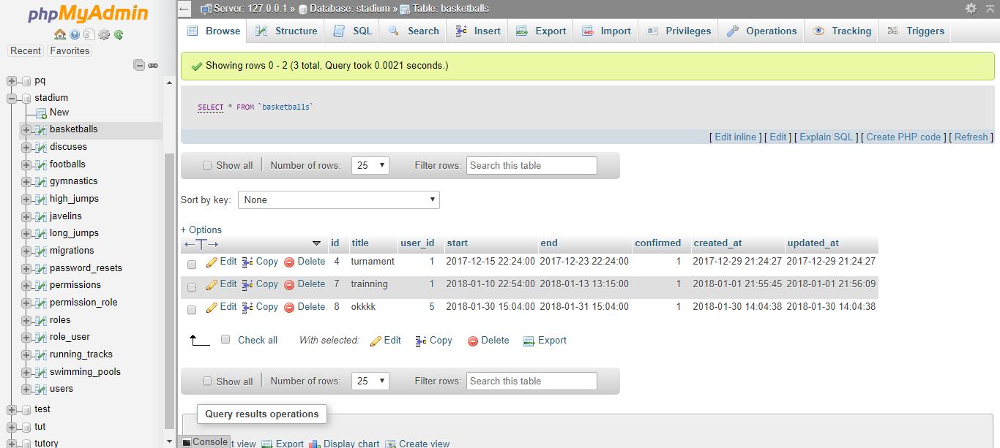 phpMyAdmin
Recent Favorites
pq
stadium
New
basketballs
discuses
footballs
gymnastics
high_jumps
javelins
long_jumps
migrations
password_resets
permissions
permission_role
roles
role_user
running_tracks
swimming_pools
users
test
tut
tutory
Server: 127.0.0.1 » Database: stadium » Table: basketballs
Browse Structure SQL Search Insert Export Import Privileges Operations Tracking Triggers
Showing rows 0 - 2 (3 total, Query took 0.0021 seconds.)
SELECT * FROM `basketballs`
[ Edit inline ] [ Edit ] [ Explain SQL ] [ Create PHP code ] [ Refresh ]
Show all Number of rows: 25 Filter rows: Search this table
Sort by key: None
+ Options
←T→ id title user_id start end confirmed created_at updated_at
Edit Copy Delete 4 turnament 1 2017-12-15 22:24:00 2017-12-23 22:24:00 1 2017-12-29 21:24:27 2017-12-29 21:24:27
Edit Copy Delete 7 trainning 1 2018-01-10 22:54:00 2018-01-13 13:15:00 1 2018-01-01 21:55:45 2018-01-01 21:56:09
Edit Copy Delete 8 okkkk 5 2018-01-30 15:04:00 2018-01-31 15:04:00 1 2018-01-30 14:04:38 2018-01-30 14:04:38
Check all With selected: Edit Copy Delete Export
Show all Number of rows: 25 Filter rows: Search this table
Query results operations
Console t view Export Display chart Create view